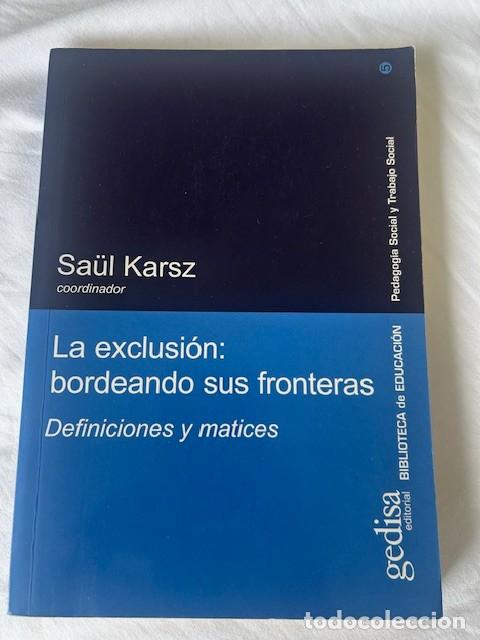 5
Saül Karsz
coordinador
La exclusión:
bordeando sus fronteras
Definiciones y matices
Pedagogía Social y Trabajo Social
BIBLIOTECA de EDUCACIÓN
gedisa
editorial
todocoleccion.net